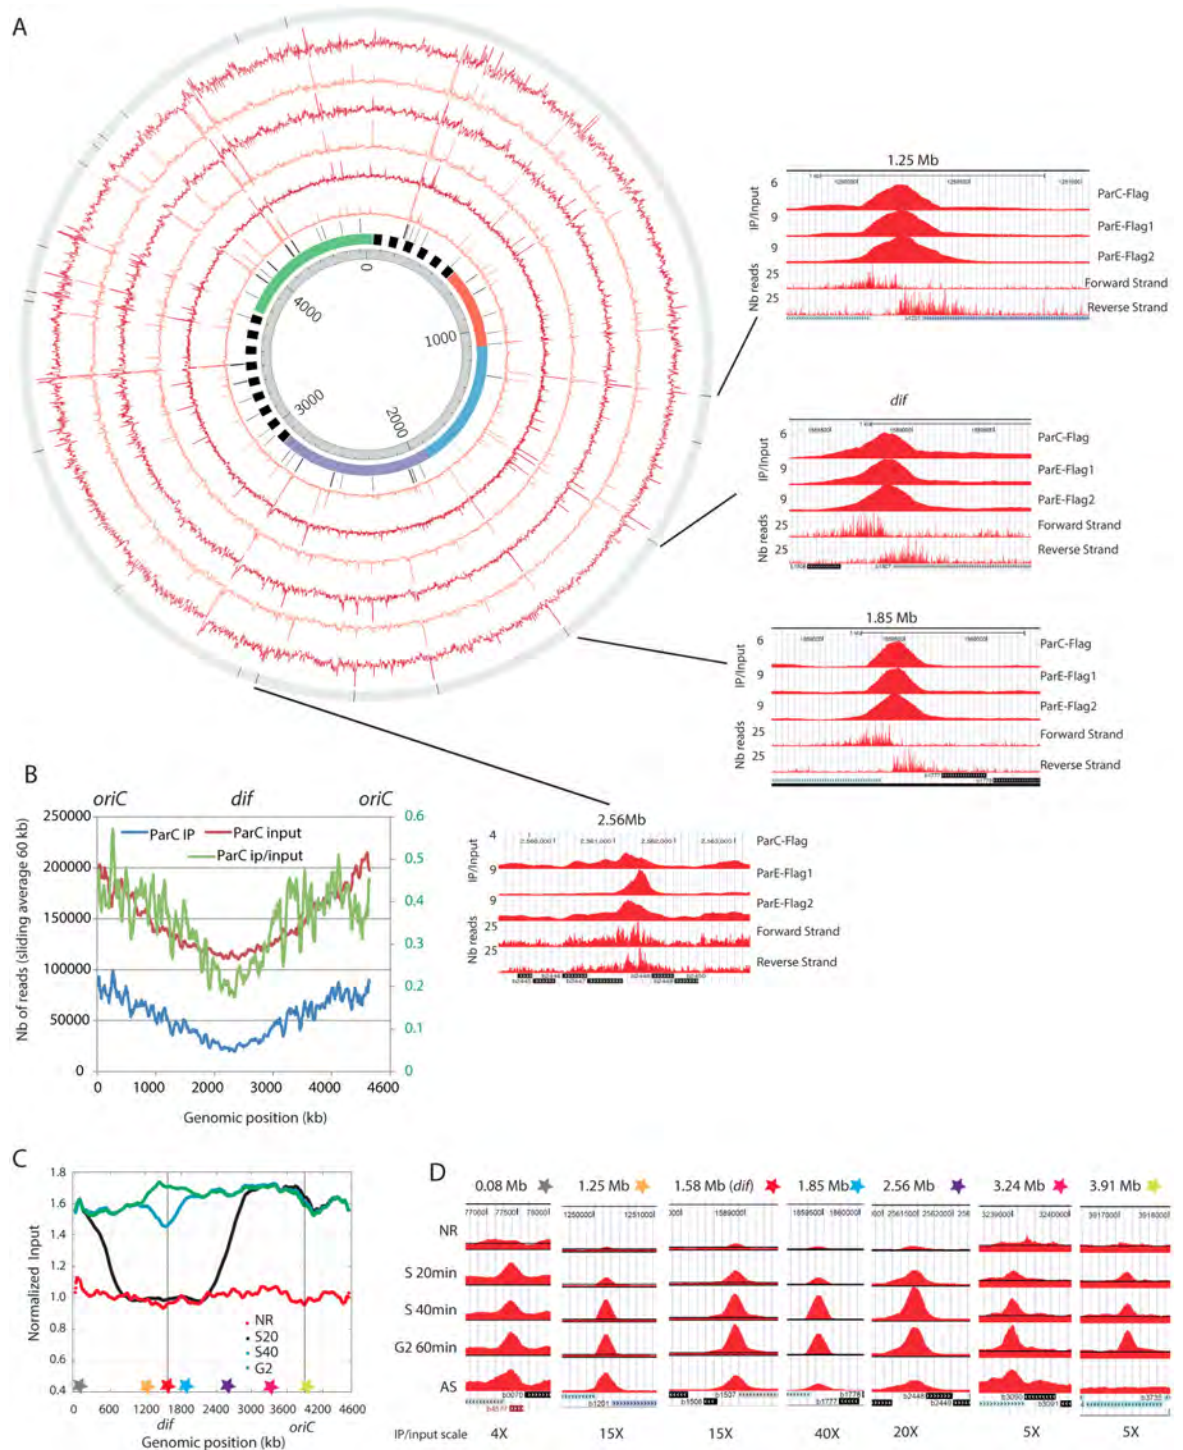 A
0
1000
2000
3000
4000
1.25 Mb
IP/Input
6
9
9
Nb reads
25
25
ParC-Flag
ParE-Flag1
ParE-Flag2
Forward Strand
Reverse Strand
dif
IP/Input
6
9
9
Nb reads
25
25
ParC-Flag
ParE-Flag1
ParE-Flag2
Forward Strand
Reverse Strand
1.85 Mb
IP/Input
6
9
9
Nb reads
25
25
ParC-Flag
ParE-Flag1
ParE-Flag2
Forward Strand
Reverse Strand
2.56Mb
IP/Input
4
9
9
Nb reads
25
25
ParC-Flag
ParE-Flag1
ParE-Flag2
Forward Strand
Reverse Strand
B
oriC dif oriC
ParC IP ParC input
ParC ip/input
Nb of reads (sliding average 60 kb)
250000
200000
150000
100000
50000
0
0.6
0.5
0.4
0.3
0.2
0.1
0
0 1000 2000 3000 4000 4600
Genomic position (kb)
C
Normalized Input
1.8
1.6
1.4
1.2
1.0
0.8
0.6
0.4
NR
S20
S40
G2
0 600 1200 1800 2400 3000 3600 4200 4600
dif oriC
Genomic position (kb)
D
0.08 Mb 1.25 Mb 1.58 Mb (dif) 1.85 Mb 2.56 Mb 3.24 Mb 3.91 Mb
NR
S 20min
S 40min
G2 60min
AS
IP/input scale 4X 15X 15X 40X 20X 5X 5X